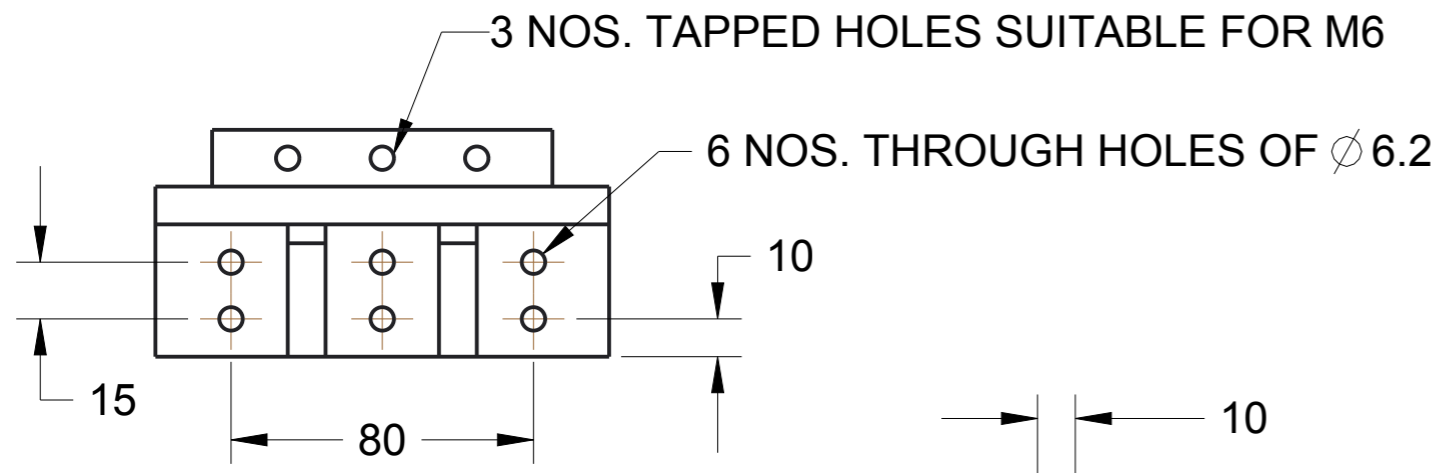 3 NOS. TAPPED HOLES SUITABLE FOR M6
6 NOS. THROUGH HOLES OF ∅ 6.2
10
15
80
10